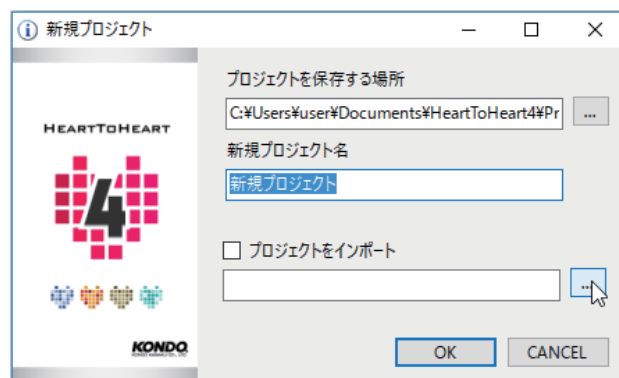 新規プロジェクト
プロジェクトを保存する場所
C:¥Users¥user¥Documents¥HeartToHeart4¥Pr
...
HEARTTOHEART
4
新規プロジェクト名
新規プロジェクト
プロジェクトをインポート
...
KONDO
OK
CANCEL